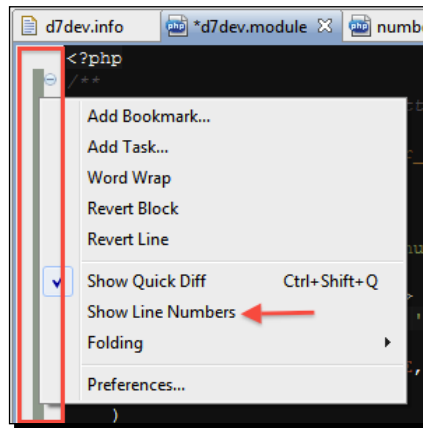 d7dev.info
*d7dev.module
numb
<?php
/**
Add Bookmark...
Add Task...
Word Wrap
Revert Block
Revert Line
Show Quick Diff Ctrl+Shift+Q
Show Line Numbers
Folding
Preferences...
)